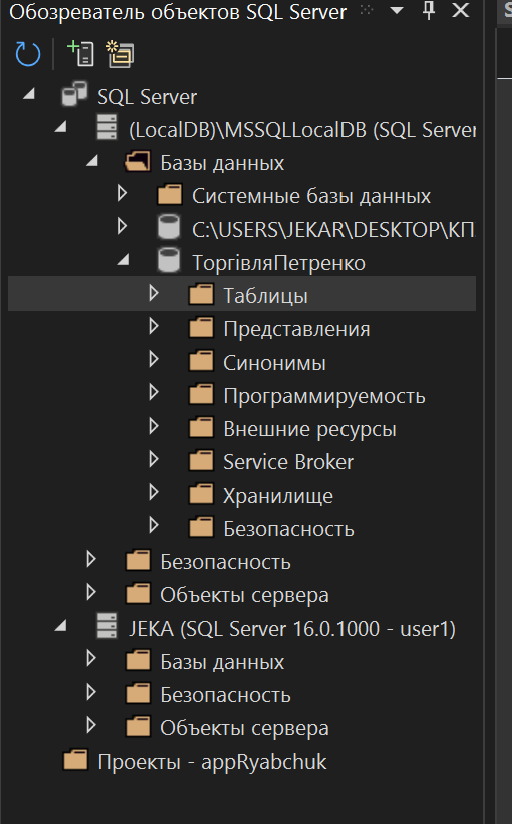 Обозреватель объектов SQL Server
SQL Server
(LocalDB)\MSSQLLocalDB (SQL Server
Базы данных
Системные базы данных
C:\USERS\JEKAR\DESKTOP\КП
ТоргівляПетренко
Таблицы
Представления
Синонимы
Программируемость
Внешние ресурсы
Service Broker
Хранилище
Безопасность
Безопасность
Объекты сервера
JEKA (SQL Server 16.0.1000 - user1)
Базы данных
Безопасность
Объекты сервера
Проекты - appRyabchuk